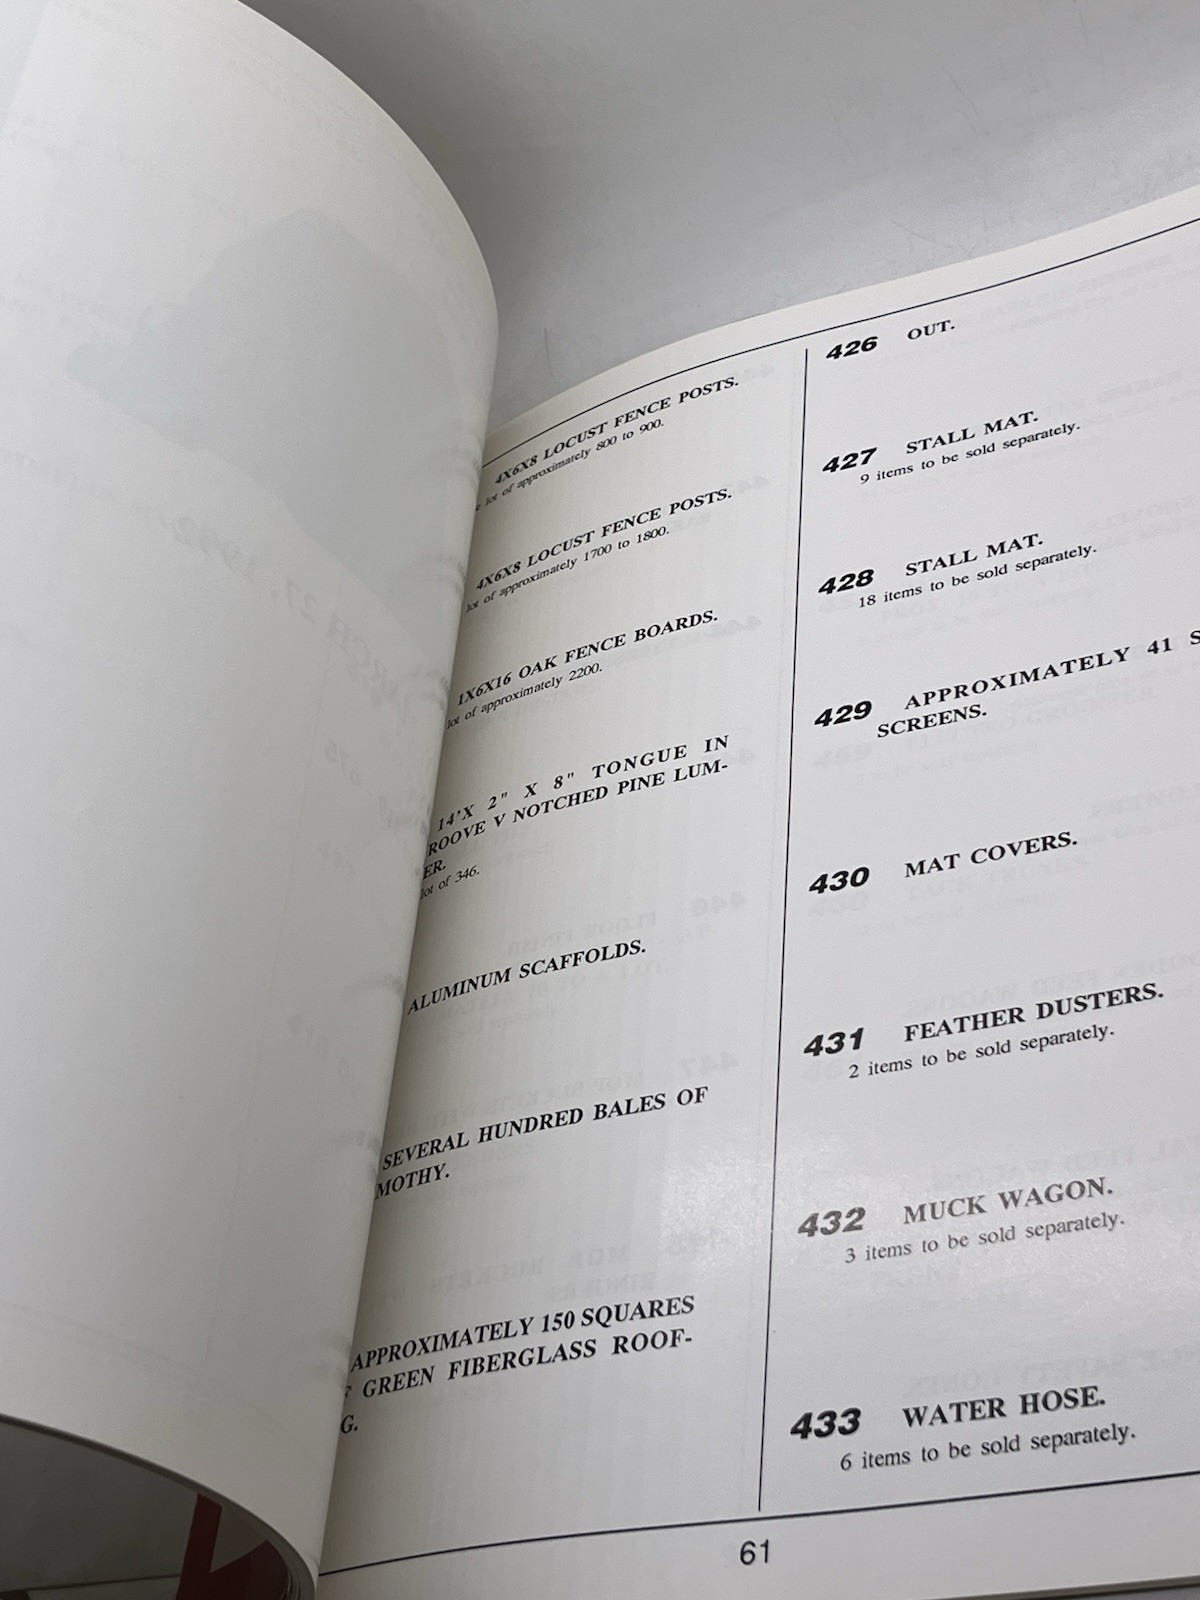 4X6X8 LOCUST FENCE POSTS.
lot of approximately 800 to 900.
4X6X8 LOCUST FENCE POSTS.
lot of approximately 1700 to 1800.
1X6X16 OAK FENCE BOARDS.
lot of approximately 2200.
14'X 2" X 8" TONGUE IN
ROOVE V NOTCHED PINE LUM-
ER.
lot of 346.
ALUMINUM SCAFFOLDS.
SEVERAL HUNDRED BALES OF
MOTHY.
APPROXIMATELY 150 SQUARES
GREEN FIBERGLASS ROOF-
G.
426 OUT.
427 STALL MAT.
9 items to be sold separately.
428 STALL MAT.
18 items to be sold separately.
429 APPROXIMATELY 41 S
SCREENS.
430 MAT COVERS.
431 FEATHER DUSTERS.
2 items to be sold separately.
432 MUCK WAGON.
3 items to be sold separately.
433 WATER HOSE.
6 items to be sold separately.
61